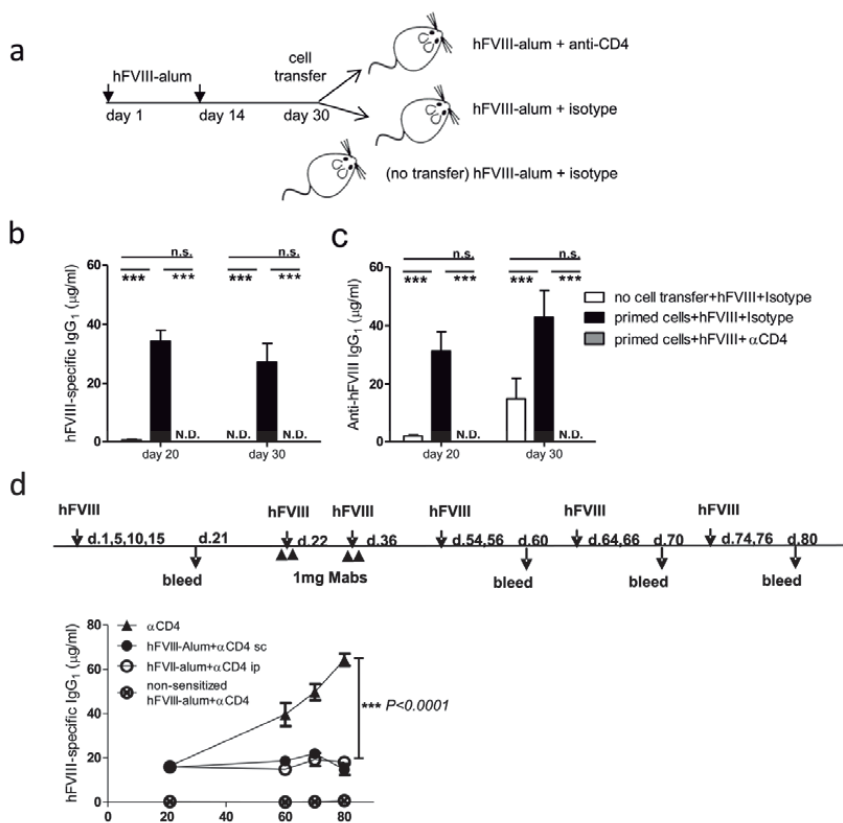 a
hFVIII-alum
cell
transfer
day 1
day 14
day 30
hFVIII-alum + anti-CD4
hFVIII-alum + isotype
(no transfer) hFVIII-alum + isotype
b
n.s.
n.s.
*** *** *** ***
hFVIII-specific IgG1 (μg/ml)
60
40
20
0
N.D. N.D. N.D.
day 20 day 30
c
n.s.
n.s.
*** *** *** ***
Anti-hFVIII IgG1 (μg/ml)
60
40
20
0
N.D. N.D.
day 20 day 30
no cell transfer+hFVIII+Isotype
primed cells+hFVIII+Isotype
primed cells+hFVIII+αCD4
d
hFVIII hFVIII hFVIII hFVIII hFVIII hFVIII
d.1,5,10,15 d.21 d.22 d.36 d.54,56 d.60 d.64,66 d.70 d.74,76 d.80
bleed 1mg Mabs bleed bleed bleed
hFVIII-specific IgG1 (μg/ml)
80
60
40
20
0
αCD4
hFVIII-Alum+αCD4 sc
hFVII-alum+αCD4 ip
non-sensitized
hFVIII-alum+αCD4
*** P<0.0001
0 20 40 60 80